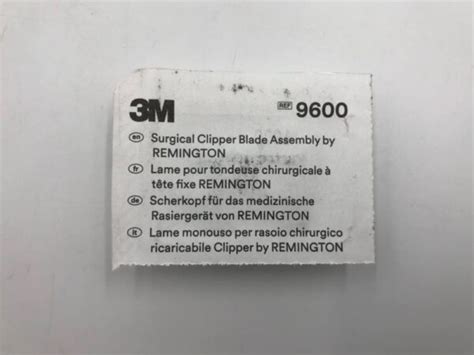 3M REF 9600
en Surgical Clipper Blade Assembly by
REMINGTON
fr Lame pour tondeuse chirurgicale à
tête fixe REMINGTON
de Scherkopf für das medizinische
Rasiergerät von REMINGTON
it Lame monouso per rasoio chirurgico
ricaricabile Clipper by REMINGTON